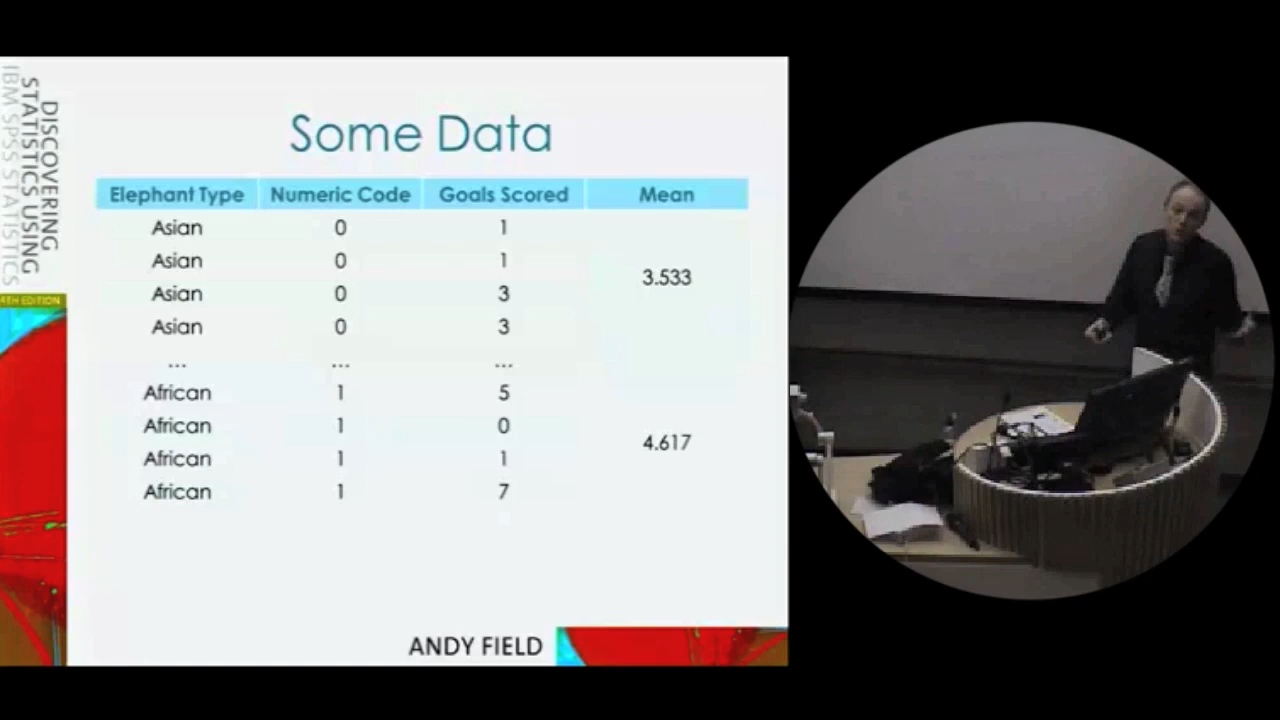 DISCOVERING
STATISTICS USING
IBM SPSS STATISTICS
4TH EDITION
Some Data
Elephant Type Numeric Code Goals Scored Mean
Asian 0 1
Asian 0 1
3.533
Asian 0 3
Asian 0 3
... ... ...
African 1 5
African 1 0
4.617
African 1 1
African 1 7
ANDY FIELD